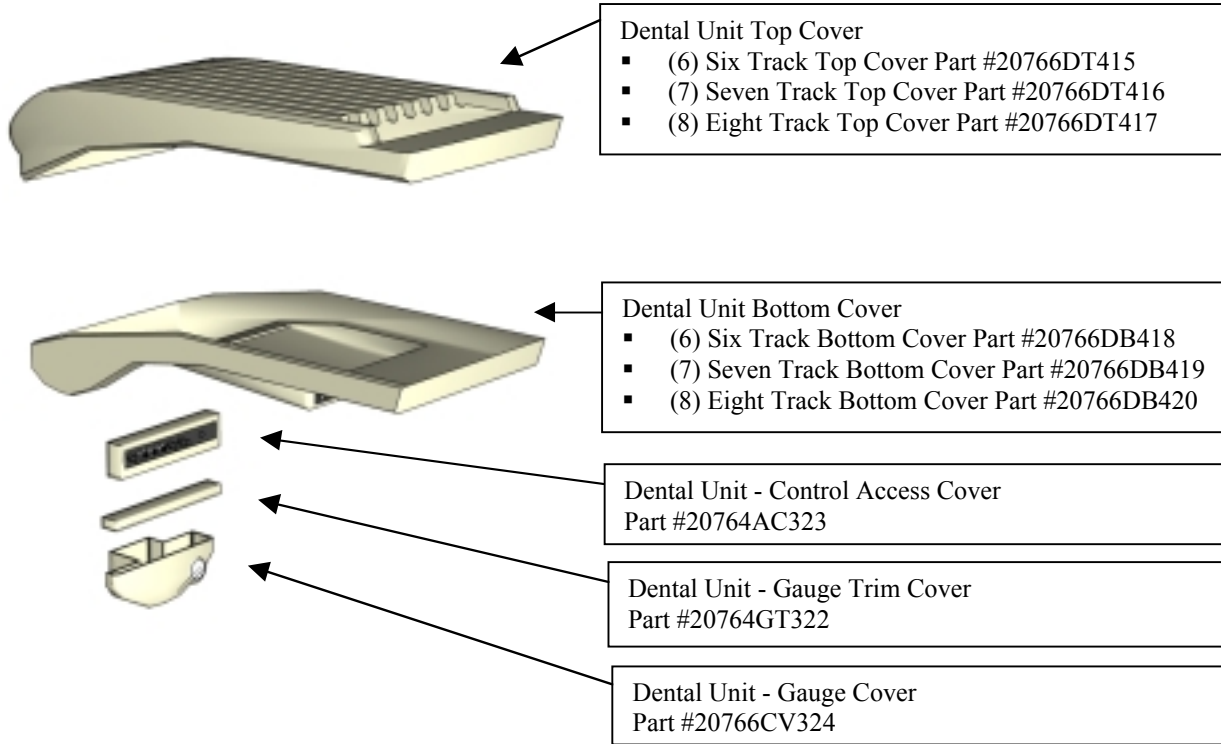 Dental Unit Top Cover
▪ (6) Six Track Top Cover Part #20766DT415
▪ (7) Seven Track Top Cover Part #20766DT416
▪ (8) Eight Track Top Cover Part #20766DT417
Dental Unit Bottom Cover
▪ (6) Six Track Bottom Cover Part #20766DB418
▪ (7) Seven Track Bottom Cover Part #20766DB419
▪ (8) Eight Track Bottom Cover Part #20766DB420
Dental Unit - Control Access Cover
Part #20764AC323
Dental Unit - Gauge Trim Cover
Part #20764GT322
Dental Unit - Gauge Cover
Part #20766CV324